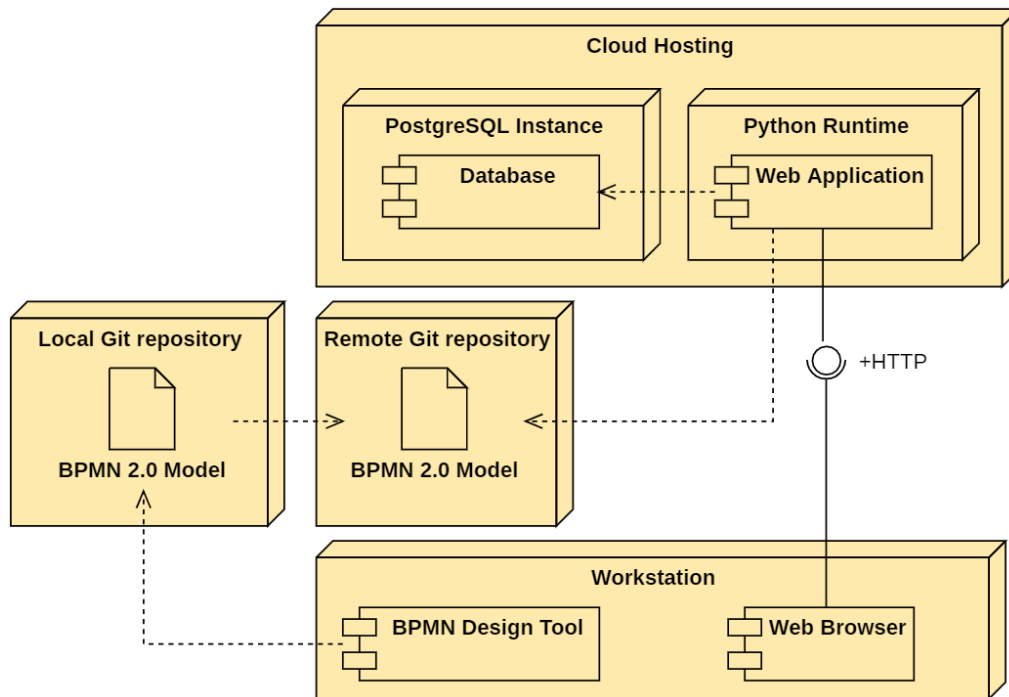 Cloud Hosting
PostgreSQL Instance
Python Runtime
Database
Web Application
Local Git repository
Remote Git repository
+HTTP
BPMN 2.0 Model
BPMN 2.0 Model
Workstation
BPMN Design Tool
Web Browser